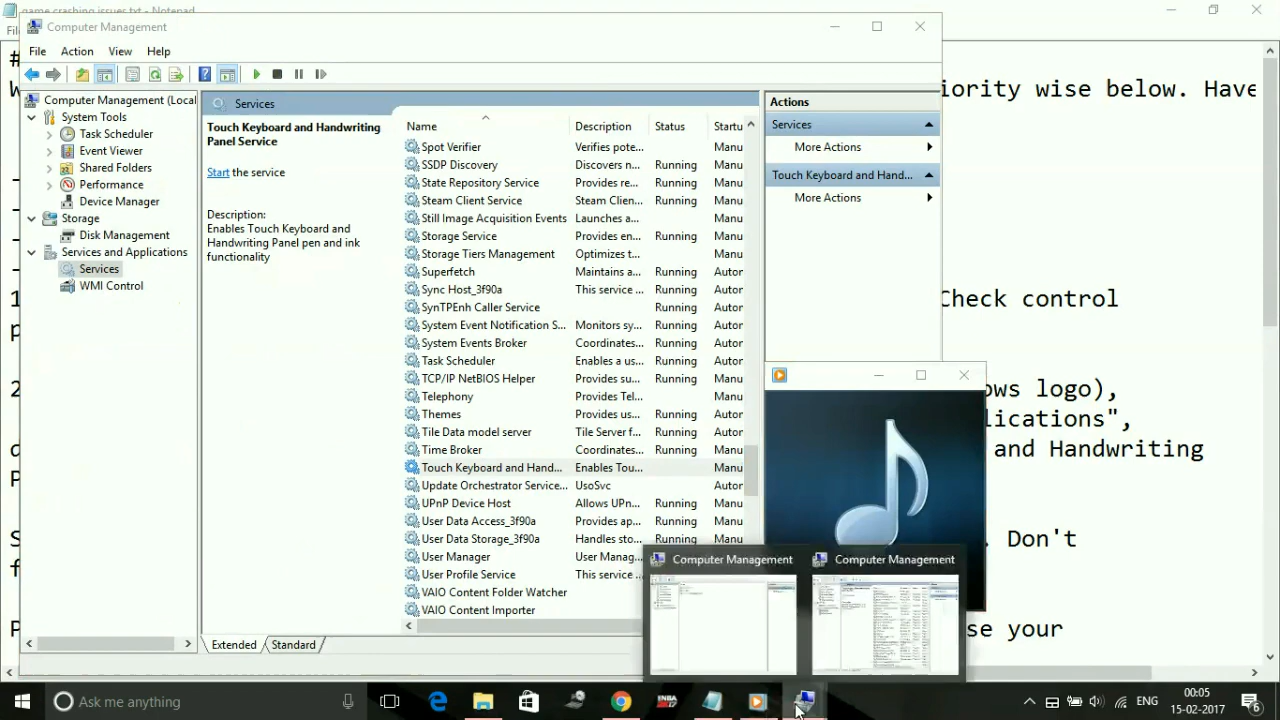 game crashing issues.txt - Notepad
Computer Management
File Action View Help
Computer Management (Local
System Tools
Task Scheduler
Event Viewer
Shared Folders
Performance
Device Manager
Storage
Disk Management
Services and Applications
Services
WMI Control
Services
Touch Keyboard and Handwriting
Panel Service
Start the service
Description:
Enables Touch Keyboard and
Handwriting Panel pen and ink
functionality
Name Description Status Startu
Spot Verifier Verifies pote... Manu
SSDP Discovery Discovers n... Running Manu
State Repository Service Provides re... Running Manu
Steam Client Service Steam Clien... Running Manu
Still Image Acquisition Events Launches a... Manu
Storage Service Provides en... Running Manu
Storage Tiers Management Optimizes t... Manu
Superfetch Maintains a... Running Autor
Sync Host_3f90a This service ... Running Autor
SynTPEnh Caller Service Running Autor
System Event Notification S... Monitors sy... Running Autor
System Events Broker Coordinates... Running Autor
Task Scheduler Enables a us... Running Autor
TCP/IP NetBIOS Helper Provides su... Running Manu
Telephony Provides Tel... Manu
Themes Provides us... Running Autor
Tile Data model server Tile Server f... Running Autor
Time Broker Coordinates... Running Manu
Touch Keyboard and Hand... Enables Tou... Manu
Update Orchestrator Service... UsoSvc Autor
UPnP Device Host Allows UPn... Running Manu
User Data Access_3f90a Provides ap... Running Manu
User Data Storage_3f90a Handles sto... Running Manu
User Manager User Manag...
User Profile Service This service ...
VAIO Content Folder Watcher
VAIO Content Importer
Extended Standard
Actions
Services
More Actions
Touch Keyboard and Hand...
More Actions
iority wise below. Have
Check control
ows logo),
lications",
and Handwriting
. Don't
se your
Computer Management Computer Management
Ask me anything
ENG
00:05
15-02-2017
6